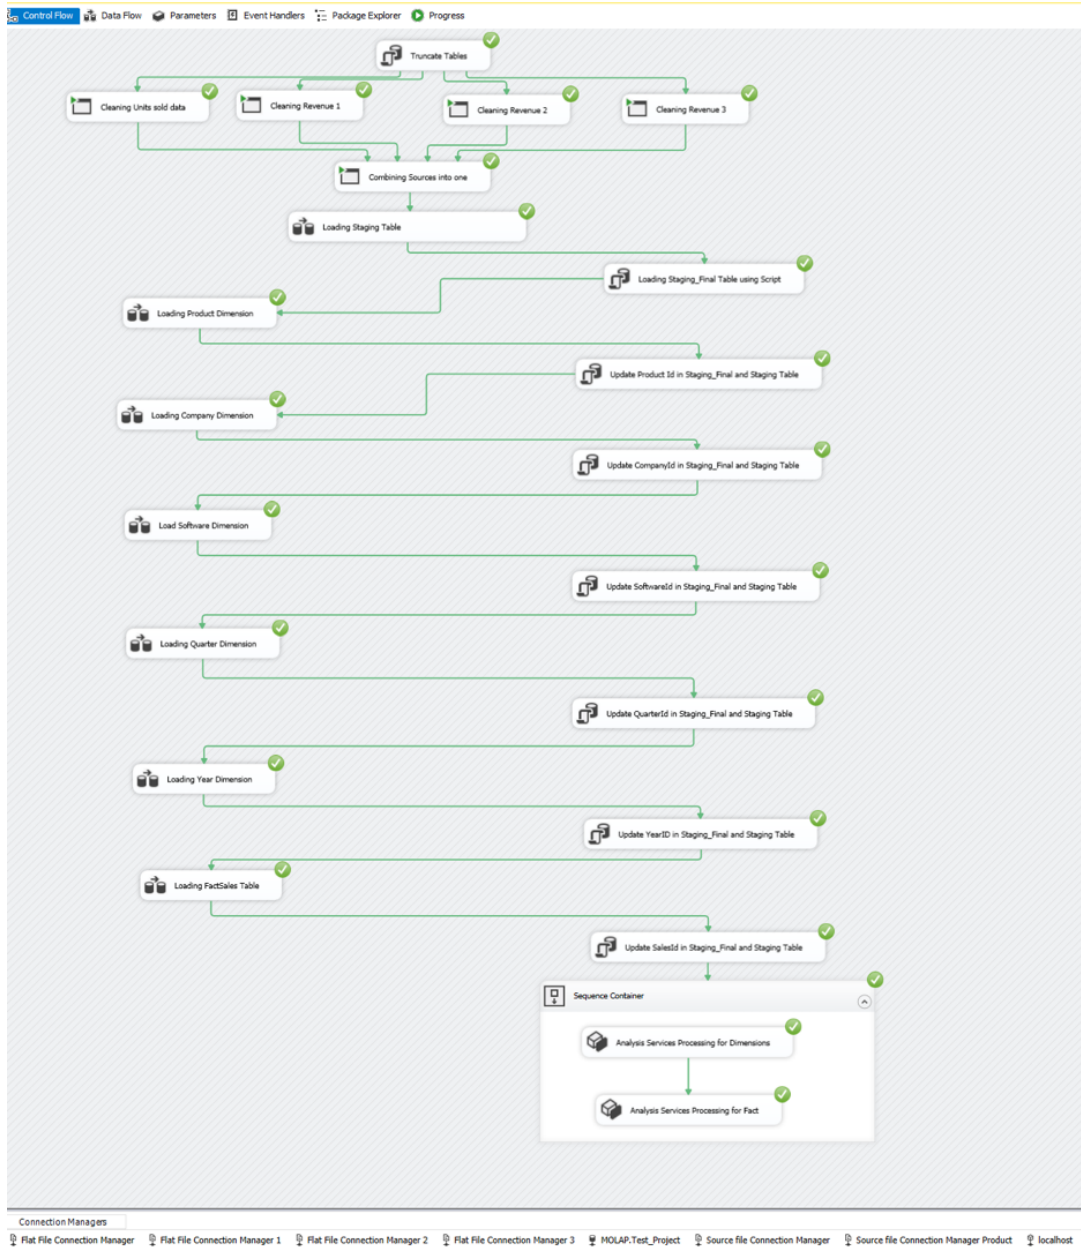 Control Flow Data Flow Parameters Event Handlers Package Explorer Progress
Truncate Tables
Cleaning Units sold data
Cleaning Revenue 1
Cleaning Revenue 2
Cleaning Revenue 3
Combining Sources into one
Loading Staging Table
Loading Staging_Final Table using Script
Loading Product Dimension
Update Product Id in Staging_Final and Staging Table
Loading Company Dimension
Update CompanyId in Staging_Final and Staging Table
Load Software Dimension
Update SoftwareId in Staging_Final and Staging Table
Loading Quarter Dimension
Update QuarterId in Staging_Final and Staging Table
Loading Year Dimension
Update YearID in Staging_Final and Staging Table
Loading FactSales Table
Update SalesId in Staging_Final and Staging Table
Sequence Container
Analysis Services Processing for Dimensions
Analysis Services Processing for Fact
Connection Managers
Flat File Connection Manager Flat File Connection Manager 1 Flat File Connection Manager 2 Flat File Connection Manager 3 MOLAP.Test_Project Source file Connection Manager Source file Connection Manager Product localhost